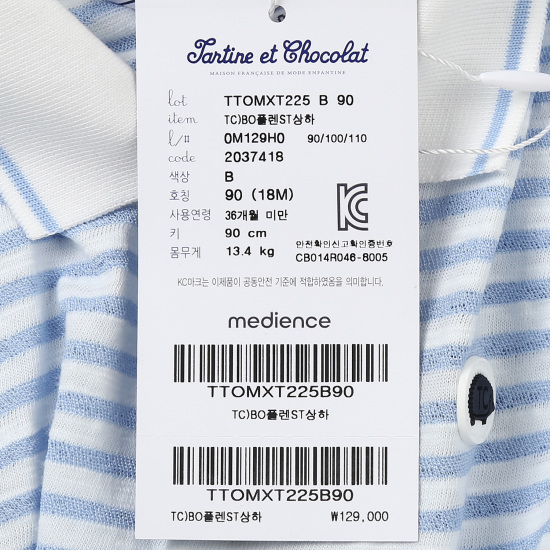 Tartine et Chocolat
MAISON FRANÇAISE DE MODE ENFANTINE
lot TTOMXT225 B 90
item TC)BO플렌ST상하
l/# 0M129H0 90/100/110
code 2037418
색상 B
호칭 90 (18M)
사용연령 36개월 미만
키 90 cm
몸무게 13.4 kg
안전확인신고확인증번호
CB014R046-8005
KC마크는 이제품이 공동안전 기준에 적합하였음을 의미합니다.
medience
TTOMXT225B90
TC)BO플렌ST상하
TTOMXT225B90
TC)BO플렌ST상하 ₩129,000
TC